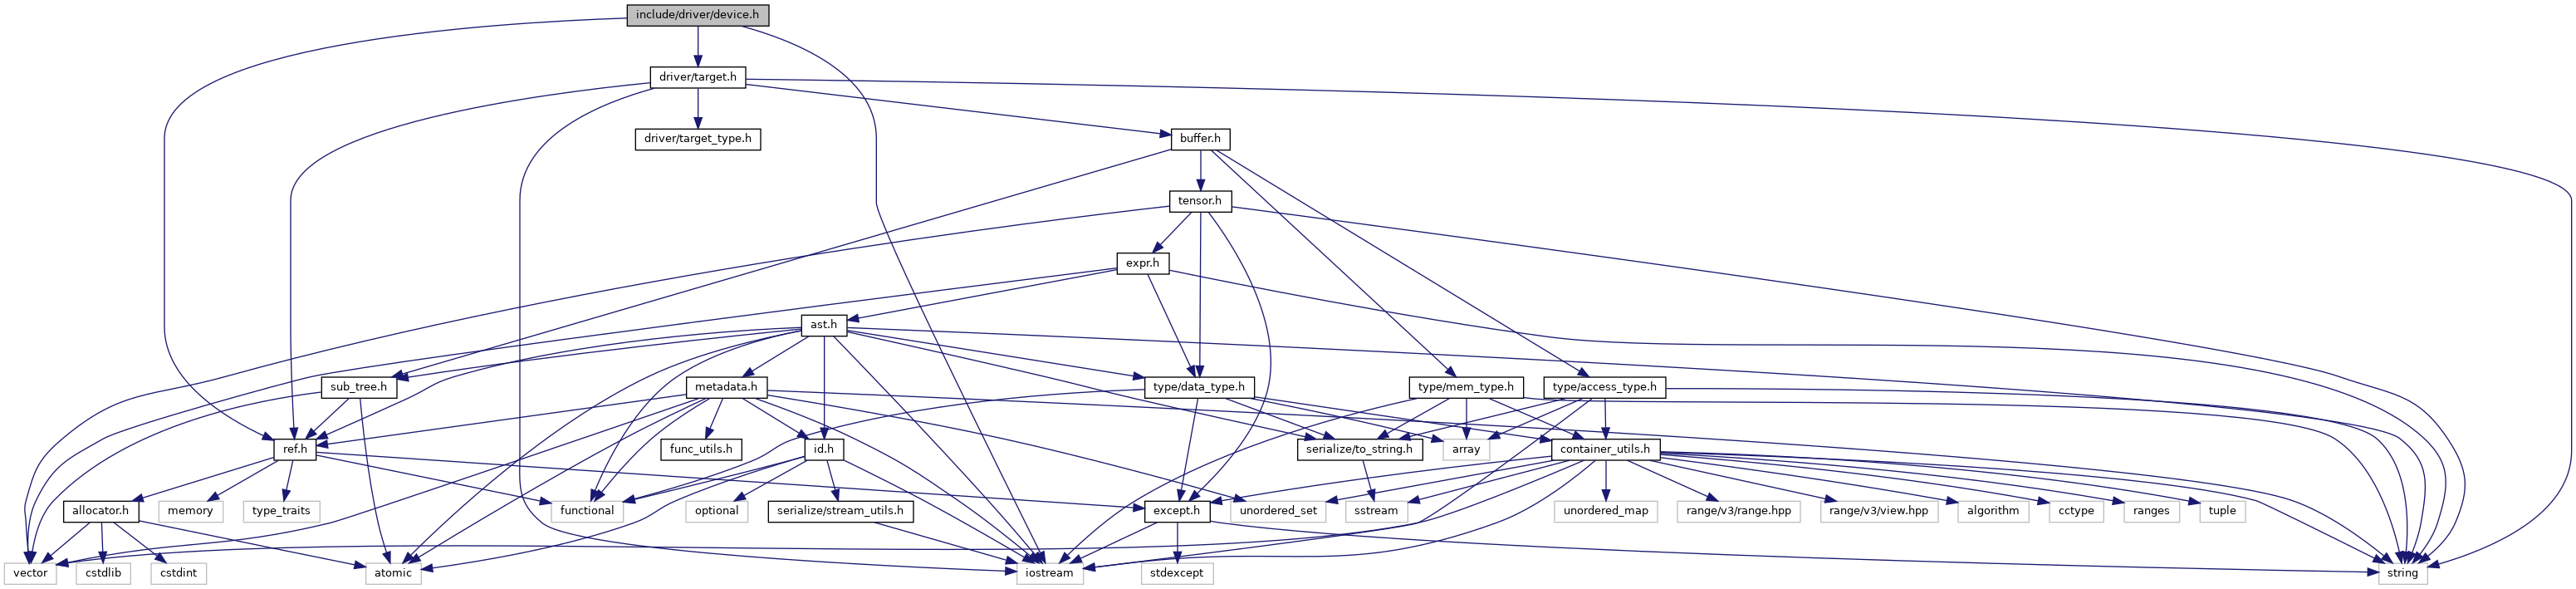 include/driver/device.h
driver/target.h
driver/target_type.h
buffer.h
tensor.h
expr.h
ast.h
sub_tree.h
metadata.h
type/data_type.h
type/mem_type.h
type/access_type.h
ref.h
func_utils.h
id.h
serialize/to_string.h
array
container_utils.h
allocator.h
memory
type_traits
functional
optional
serialize/stream_utils.h
except.h
unordered_set
sstream
unordered_map
range/v3/range.hpp
range/v3/view.hpp
algorithm
cctype
ranges
tuple
vector
cstdlib
cstdint
atomic
iostream
stdexcept
string